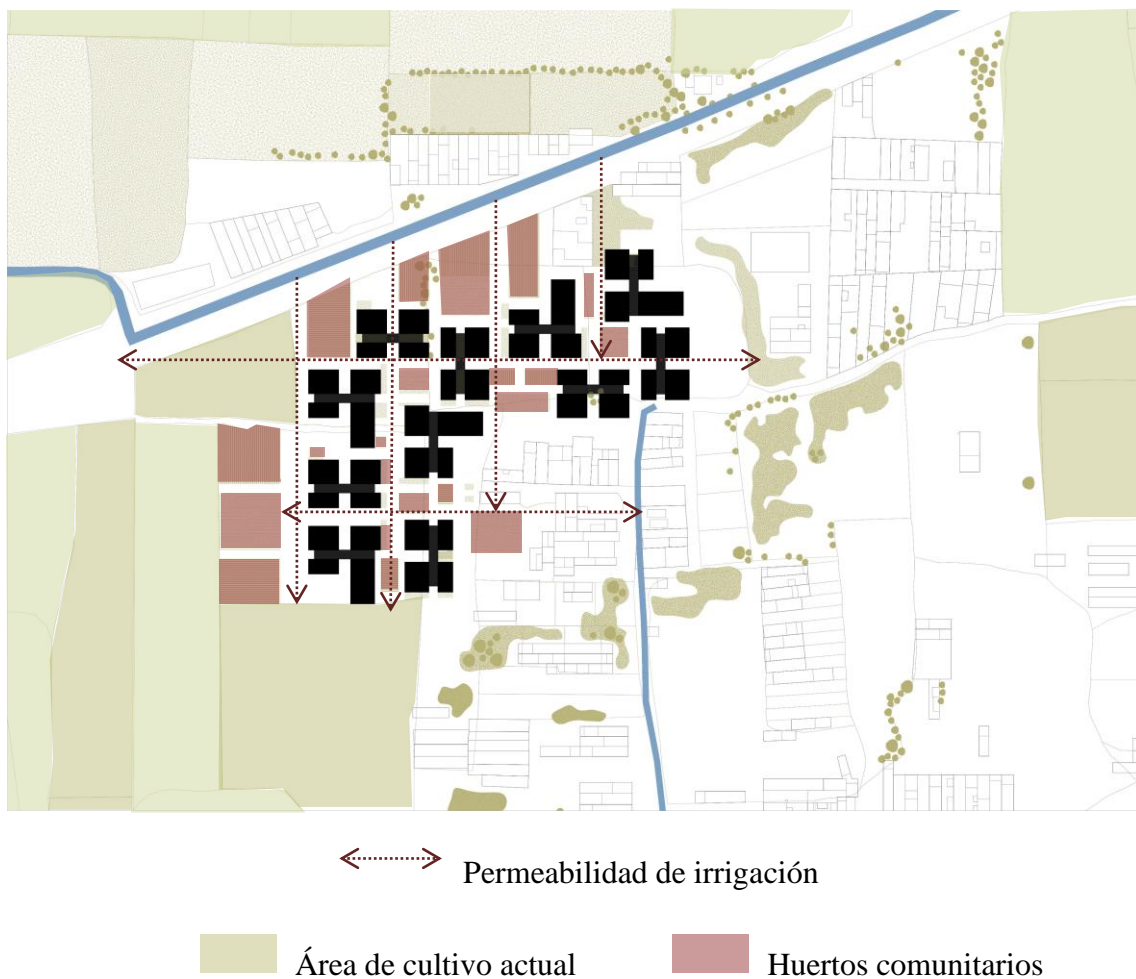 Permeabilidad de irrigación
Área de cultivo actual
Huertos comunitarios